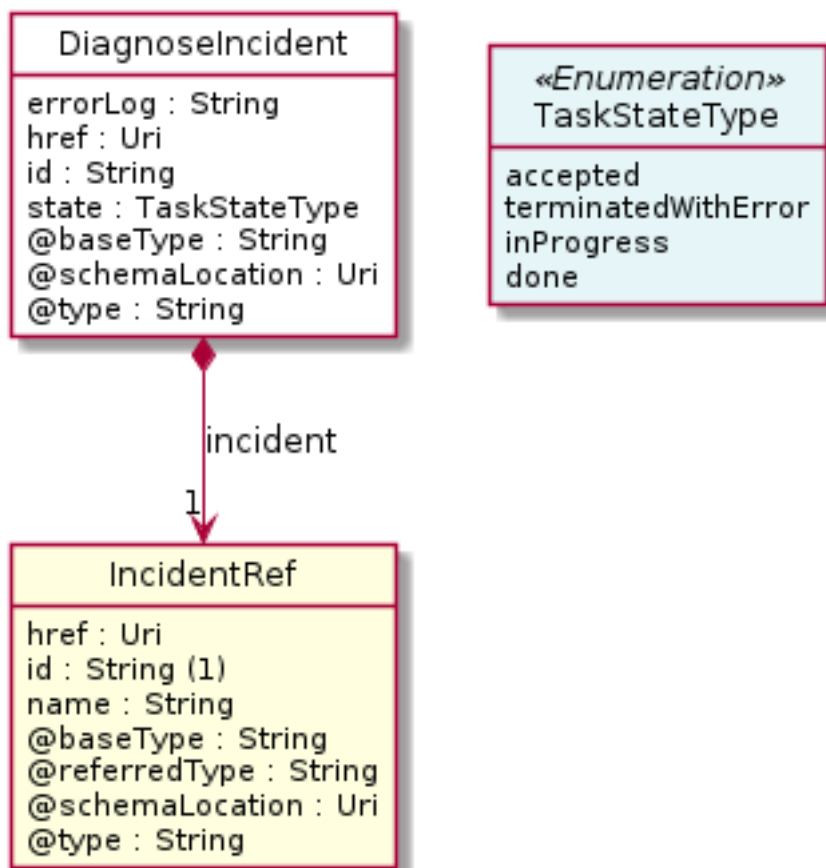 DiagnoseIncident
errorLog : String
href : Uri
id : String
state : TaskStateType
@baseType : String
@schemaLocation : Uri
@type : String
«Enumeration»
TaskStateType
accepted
terminatedWithError
inProgress
done
incident
1
IncidentRef
href : Uri
id : String (1)
name : String
@baseType : String
@referredType : String
@schemaLocation : Uri
@type : String